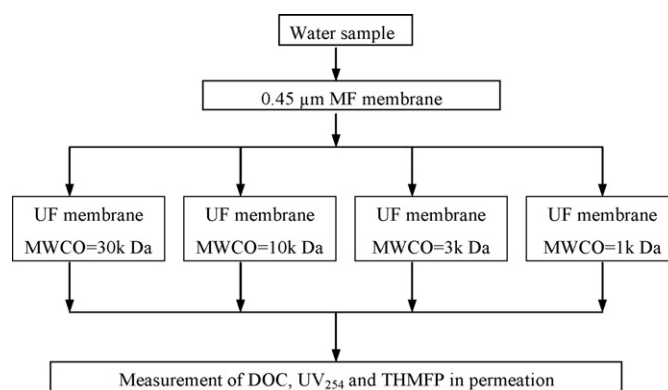 Water sample
0.45 µm MF membrane
UF membrane
MWCO=30k Da
UF membrane
MWCO=10k Da
UF membrane
MWCO=3k Da
UF membrane
MWCO=1k Da
Measurement of DOC, UV254 and THMFP in permeation